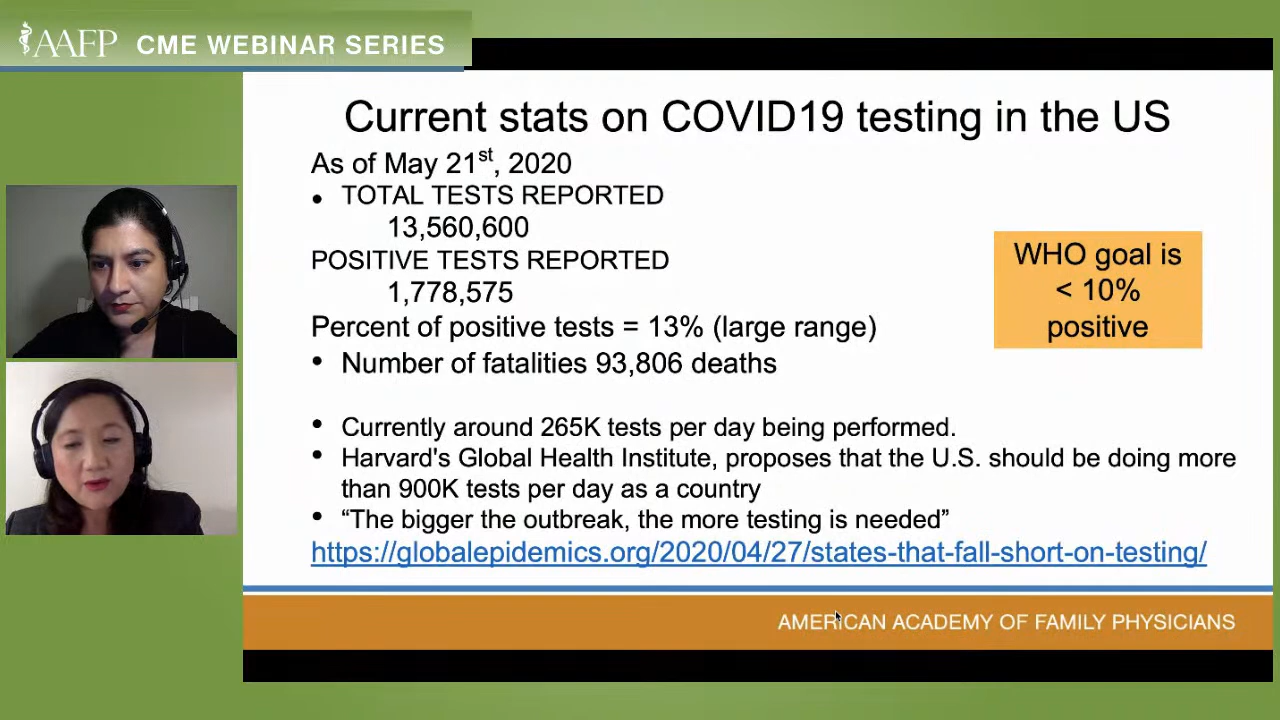 AAFP CME WEBINAR SERIES
Current stats on COVID19 testing in the US
As of May 21st, 2020
• TOTAL TESTS REPORTED
13,560,600
POSITIVE TESTS REPORTED
1,778,575
Percent of positive tests = 13% (large range)
• Number of fatalities 93,806 deaths
WHO goal is
< 10%
positive
• Currently around 265K tests per day being performed.
• Harvard's Global Health Institute, proposes that the U.S. should be doing more
than 900K tests per day as a country
• “The bigger the outbreak, the more testing is needed”
https://globalepidemics.org/2020/04/27/states-that-fall-short-on-testing/
AMERICAN ACADEMY OF FAMILY PHYSICIANS